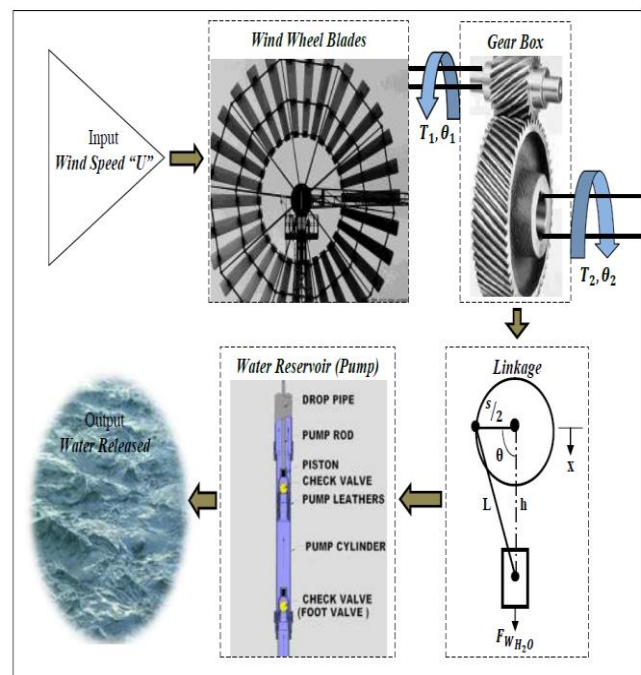 Wind Wheel Blades
Gear Box
Input
Wind Speed “U”
T₁, θ₁
T₂, θ₂
Water Reservoir (Pump)
Linkage
Output
Water Released
DROP PIPE
PUMP ROD
PISTON
CHECK VALVE
PUMP LEATHERS
PUMP CYLINDER
CHECK VALVE
(FOOT VALVE )
s/2
θ
x
L
h
F_W_H₂O